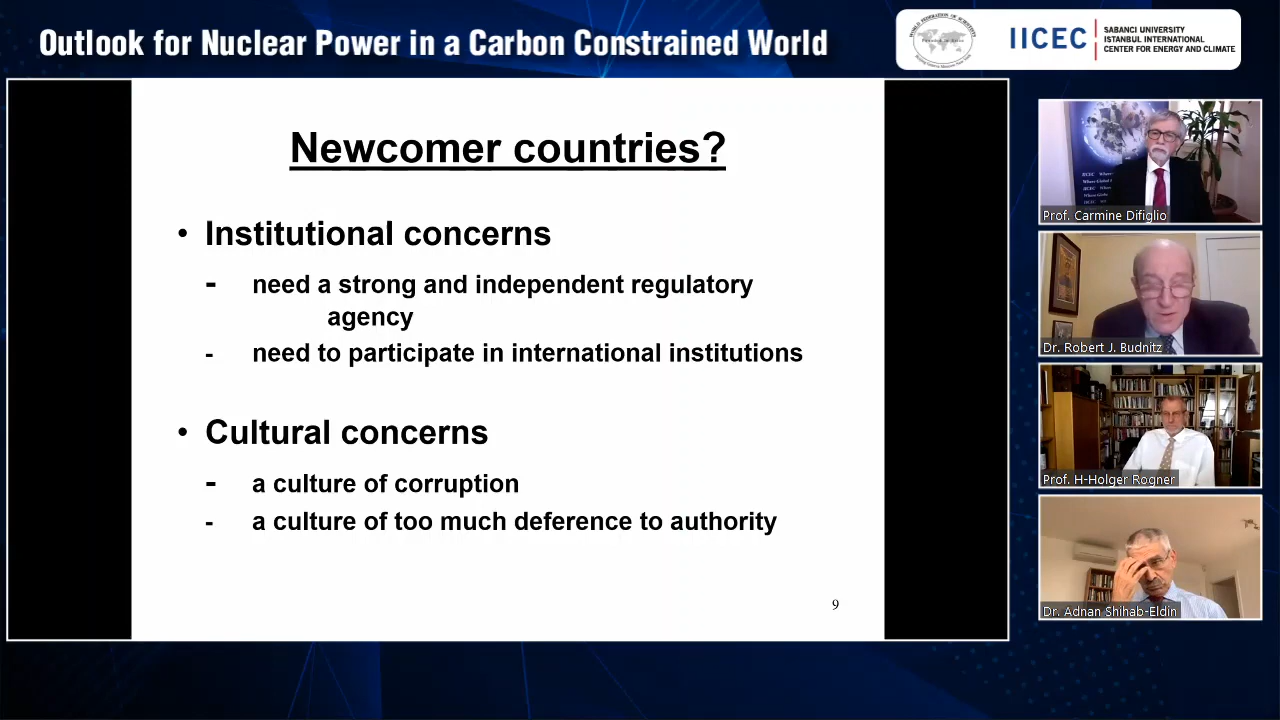 Outlook for Nuclear Power in a Carbon Constrained World
IICEC
SABANCI UNIVERSITY
ISTANBUL INTERNATIONAL
CENTER FOR ENERGY AND CLIMATE
Newcomer countries?
• Institutional concerns
- need a strong and independent regulatory
agency
- need to participate in international institutions
• Cultural concerns
- a culture of corruption
- a culture of too much deference to authority
9
Prof. Carmine Difiglio
Dr. Robert J. Budnitz
Prof. H-Holger Rogner
Dr. Adnan Shihab-Eldin